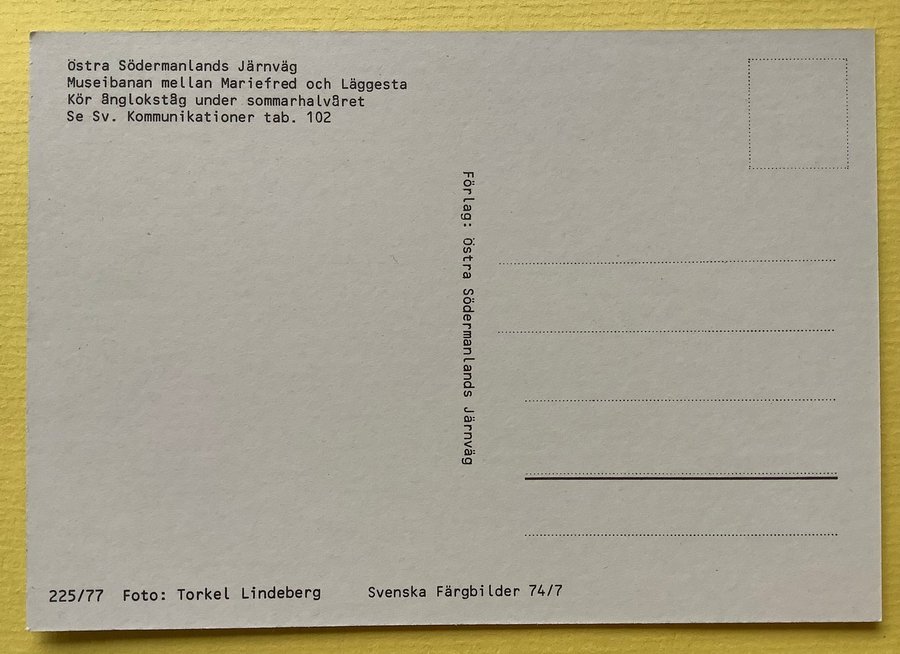 Östra Södermanlands Järnväg
Museibanan mellan Mariefred och Läggesta
Kör ånglokståg under sommarhalvåret
Se Sv. Kommunikationer tab. 102
Förlag: Östra Södermanlands Järnväg
225/77 Foto: Torkel Lindeberg Svenska Färgbilder 74/7